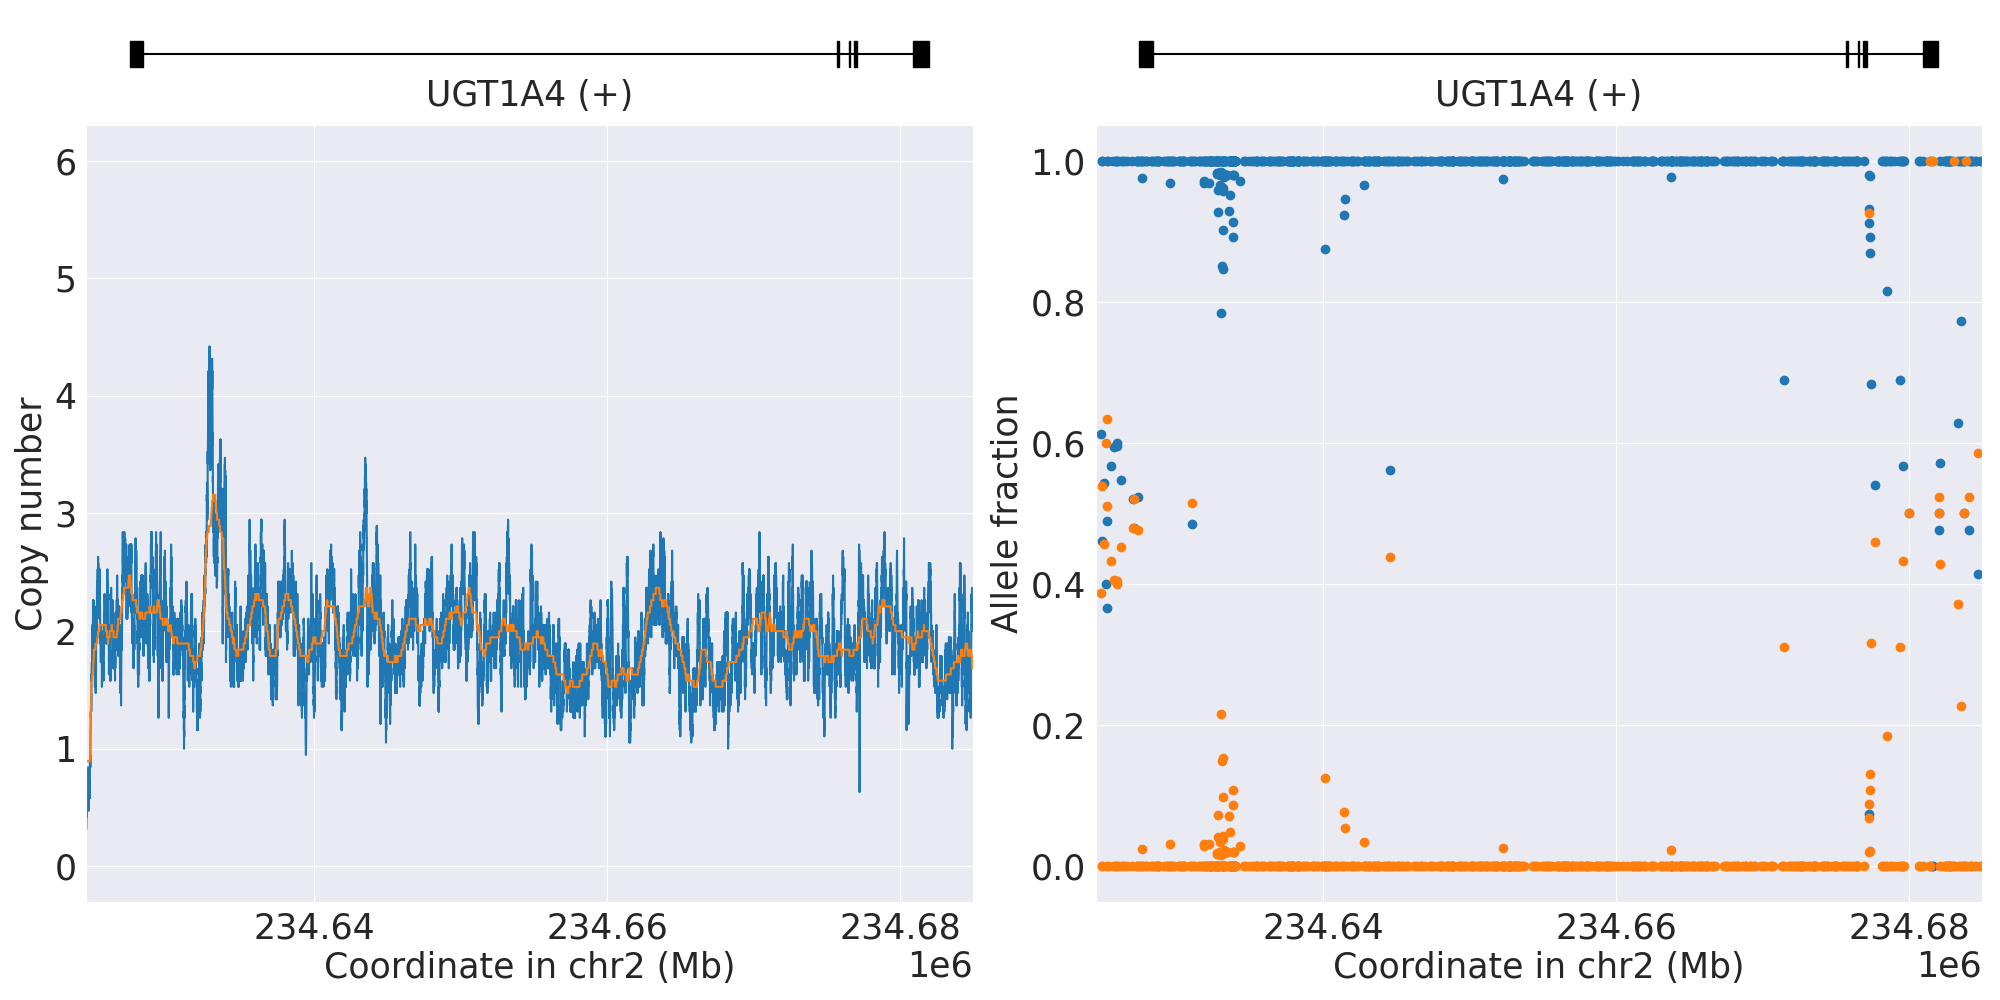 UGT1A4 (+)
6
5
4
3
2
1
0
Copy number
234.64
234.66
234.68
Coordinate in chr2 (Mb)
1e6
UGT1A4 (+)
1.0
0.8
0.6
0.4
0.2
0.0
Allele fraction
234.64
234.66
234.68
Coordinate in chr2 (Mb)
1e6